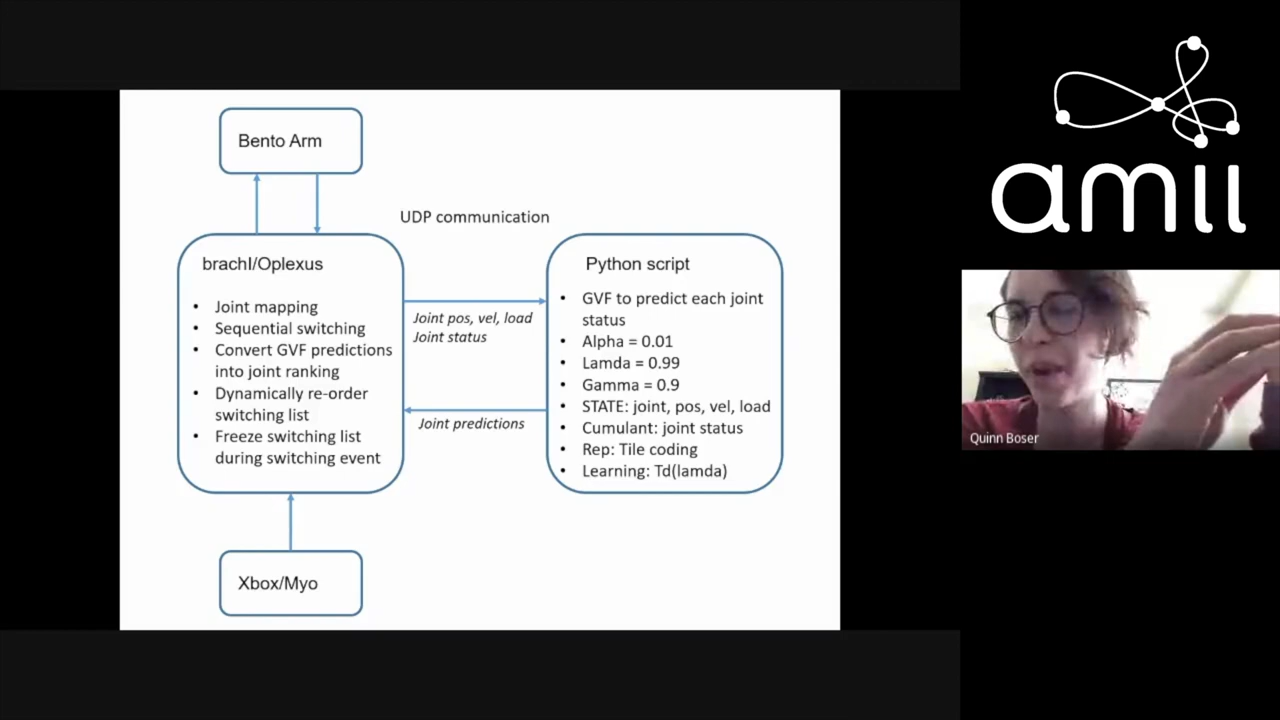 Bento Arm
UDP communication
brachI/Oplexus
• Joint mapping
• Sequential switching
• Convert GVF predictions
into joint ranking
• Dynamically re-order
switching list
• Freeze switching list
during switching event
Joint pos, vel, load
Joint status
Joint predictions
Python script
• GVF to predict each joint
status
• Alpha = 0.01
• Lamda = 0.99
• Gamma = 0.9
• STATE: joint, pos, vel, load
• Cumulant: joint status
• Rep: Tile coding
• Learning: Td(lamda)
Xbox/Myo
amii
Quinn Boser